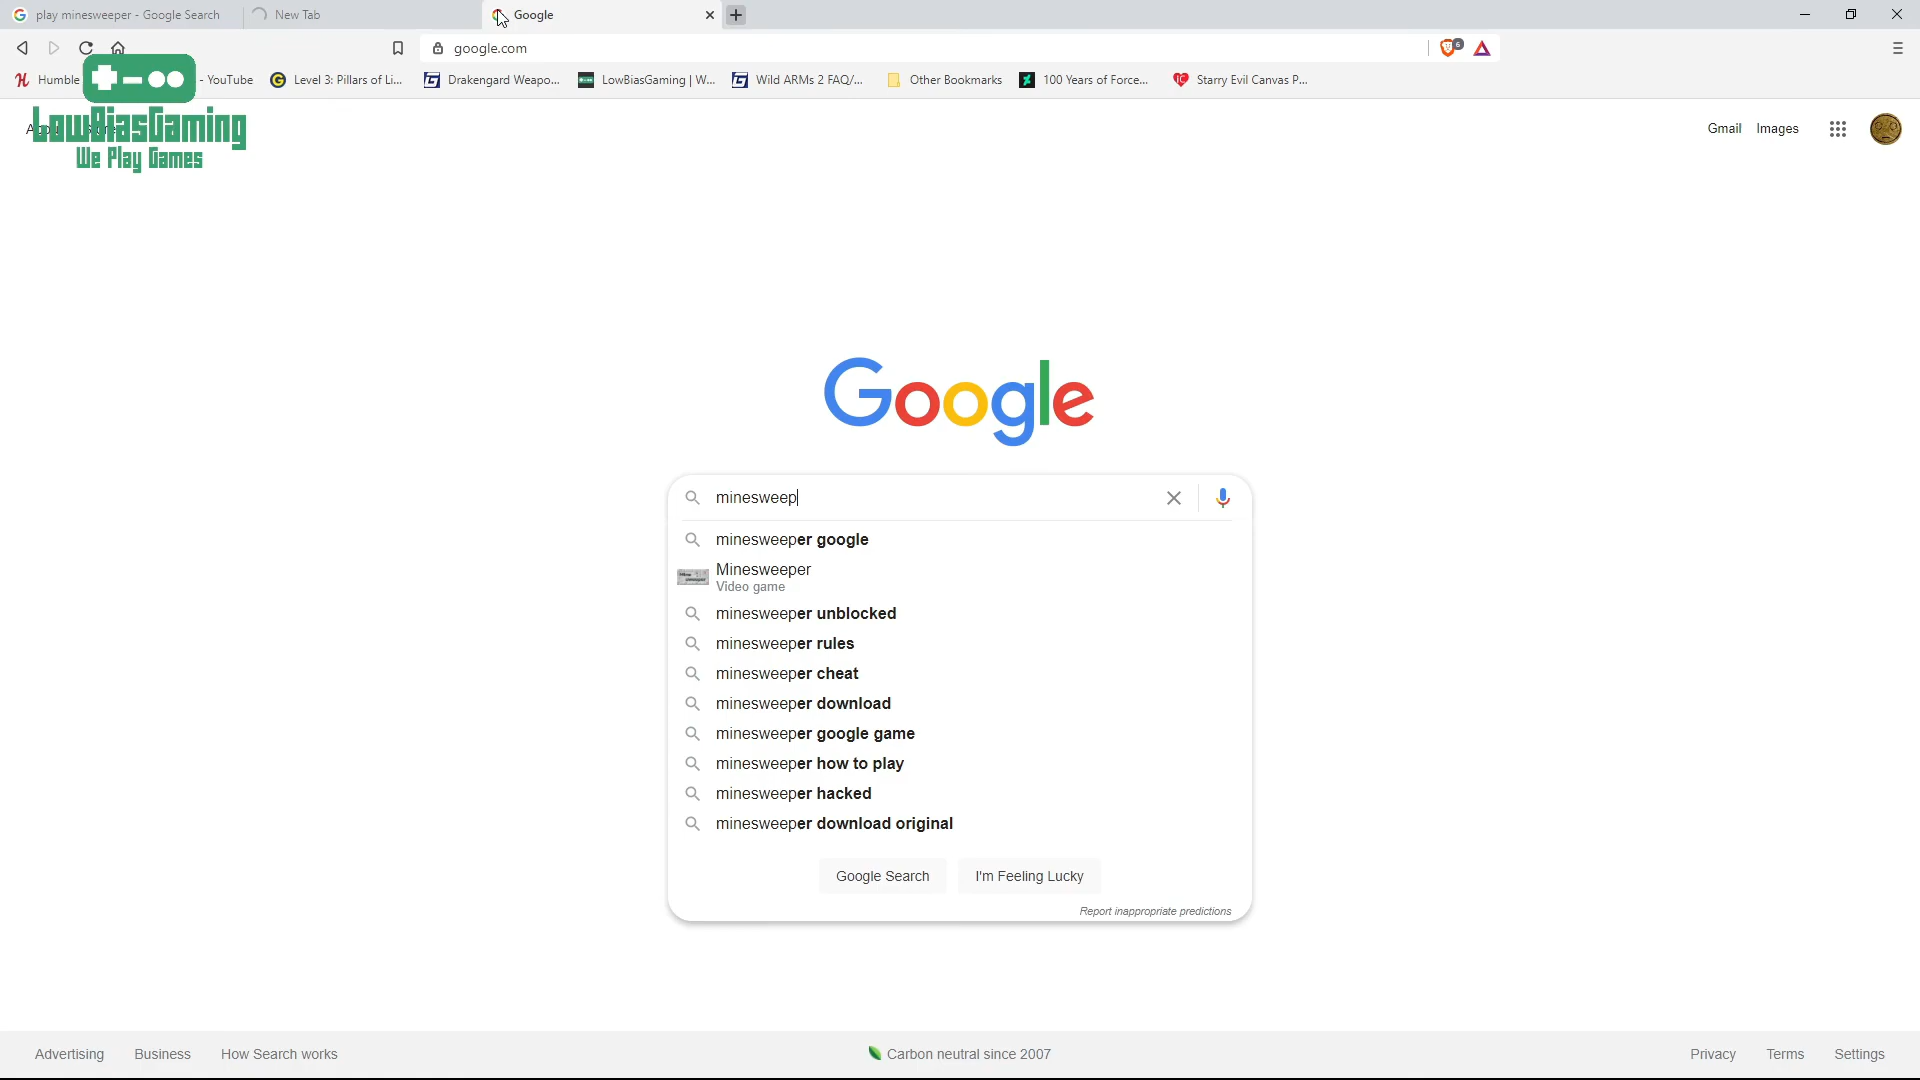 play minesweeper - Google Search
New Tab
Google
google.com
Humble
- YouTube
Level 3: Pillars of Li...
Drakengard Weapo...
LowBiasGaming | W...
Wild ARMs 2 FAQ/...
Other Bookmarks
100 Years of Force...
Starry Evil Canvas P...
LowBiasGaming
We Play Games
Gmail
Images
Google
minesweep
minesweeper google
Minesweeper
Video game
minesweeper unblocked
minesweeper rules
minesweeper cheat
minesweeper download
minesweeper google game
minesweeper how to play
minesweeper hacked
minesweeper download original
Google Search
I'm Feeling Lucky
Report inappropriate predictions
Advertising
Business
How Search works
Carbon neutral since 2007
Privacy
Terms
Settings